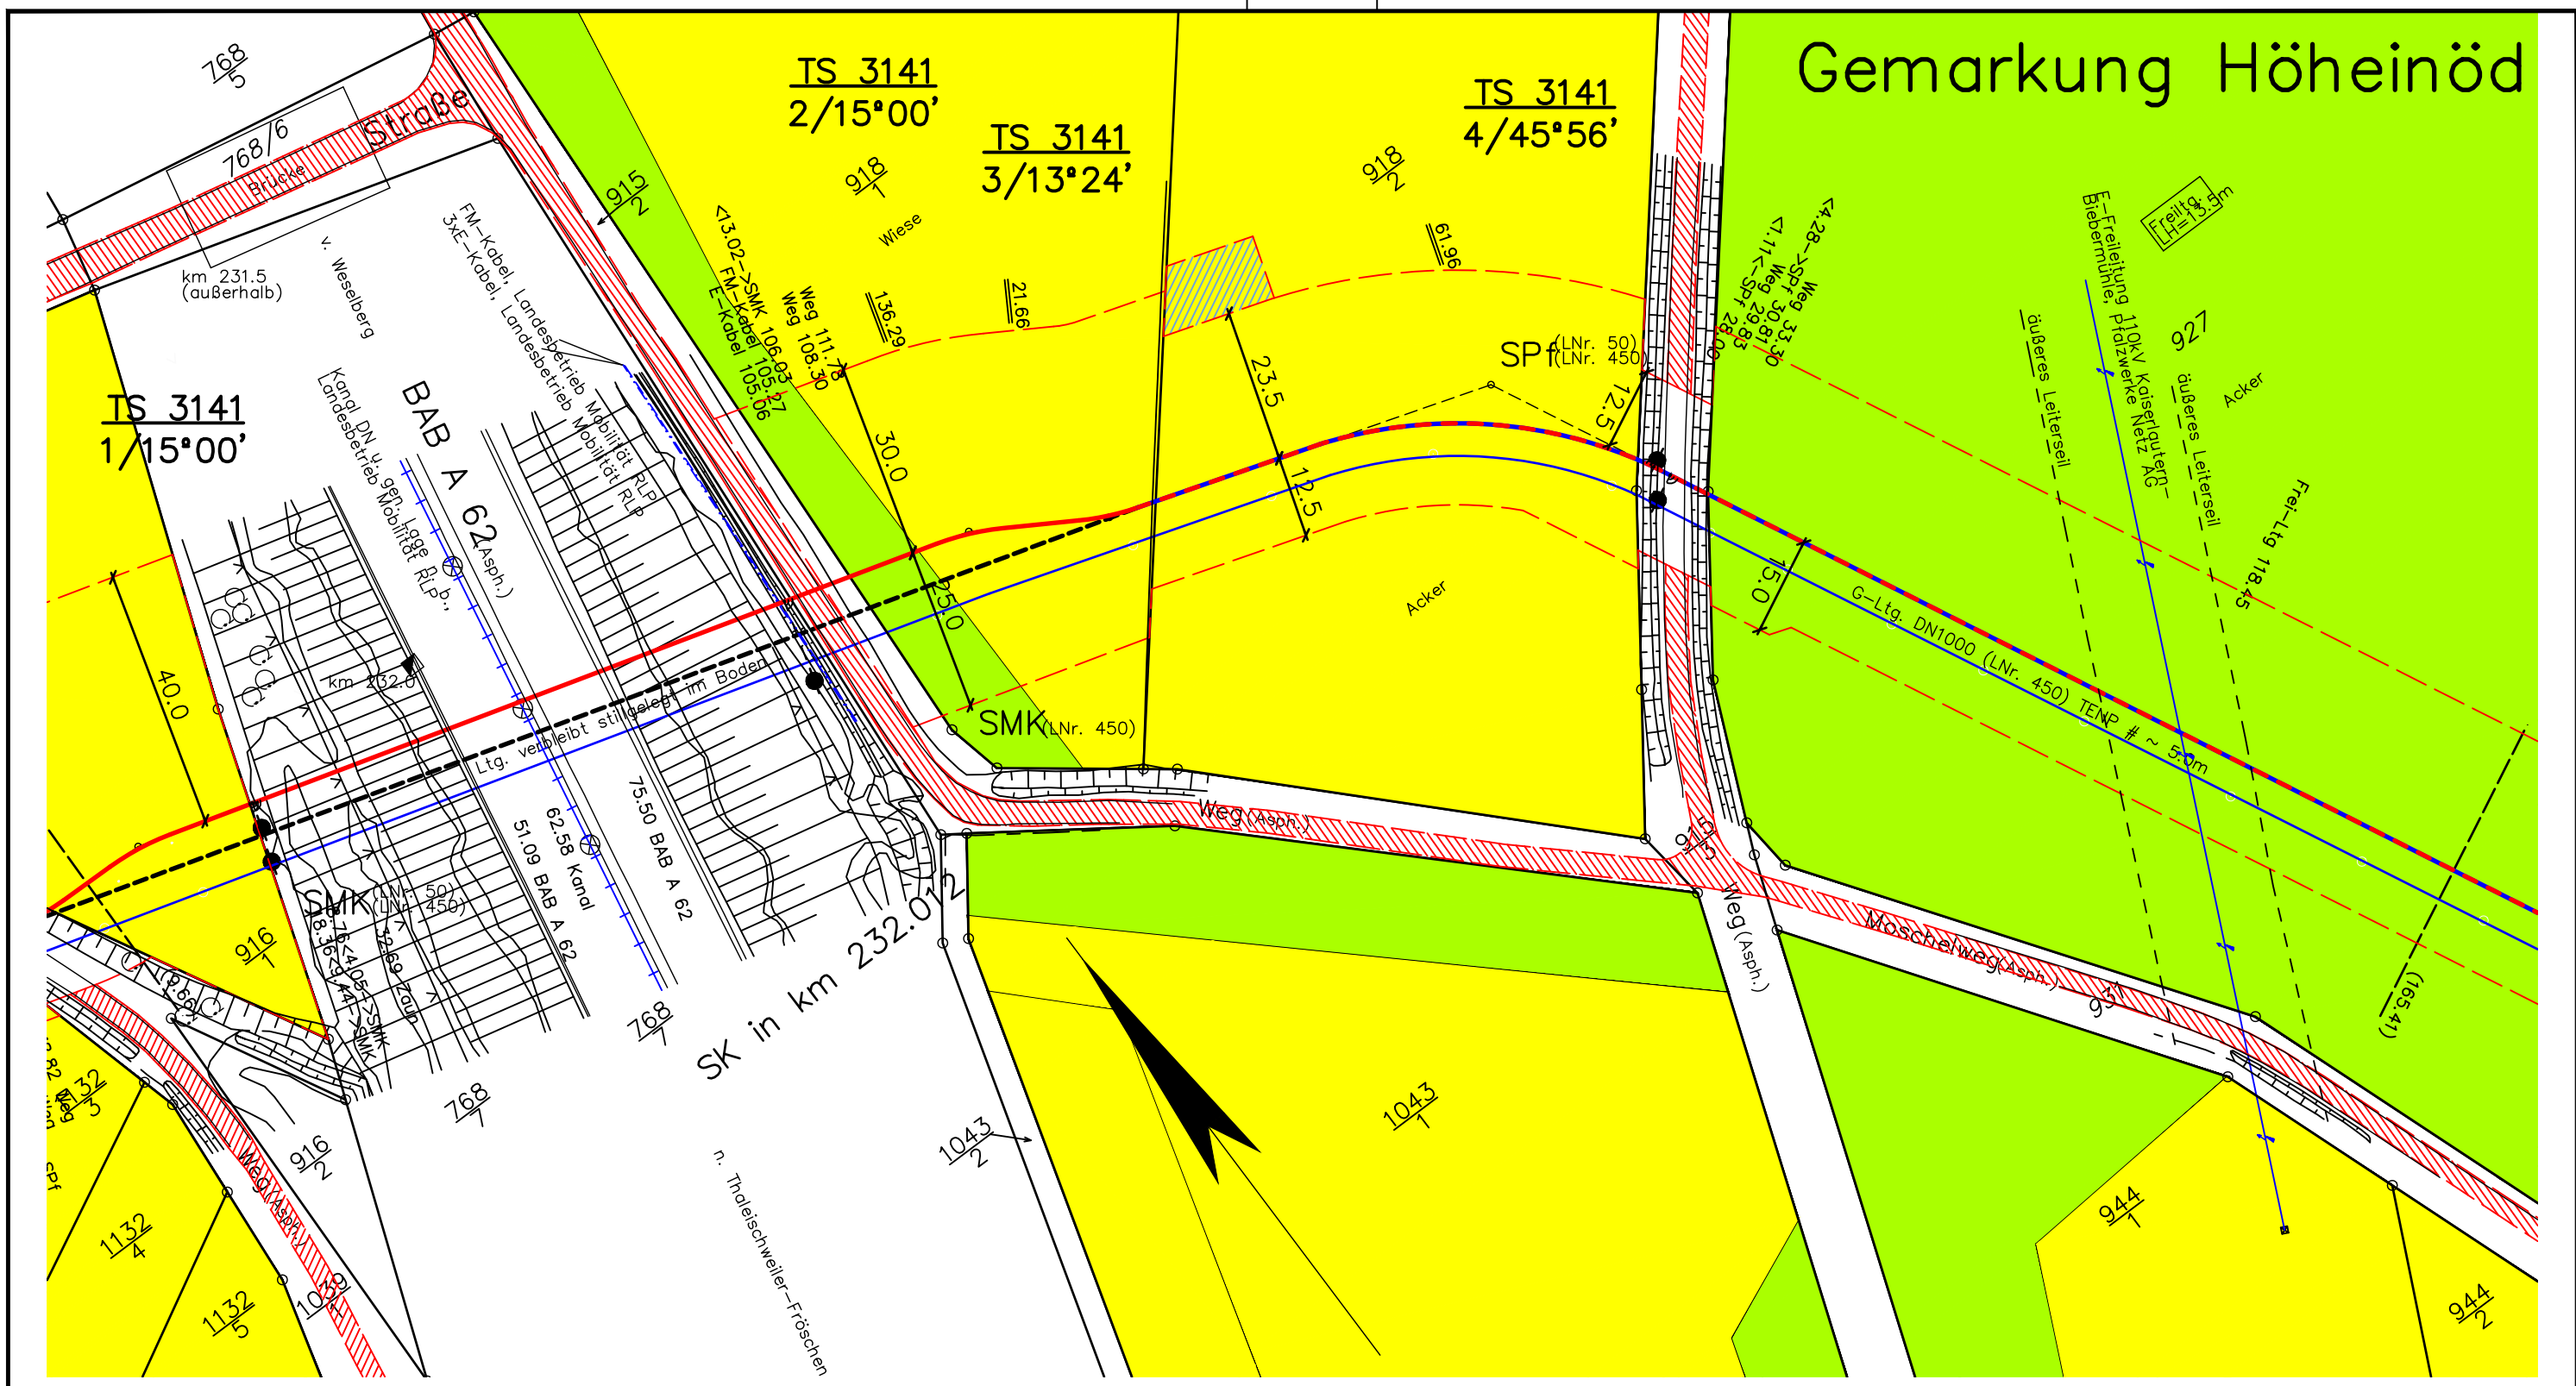 Gemarkung Höheinöd
768/5
768/6
Straße
Brücke
km 231.5
(außerhalb)
v. Weselberg
TS 3141
1/15°00'
TS 3141
2/15°00'
TS 3141
3/13°24'
TS 3141
4/45°56'
915/2
918/1
Wiese
918/2
61.96
136.29
21.66
FM-Kabel, Landesbetrieb Mobilität RLP
3xE-Kabel, Landesbetrieb Mobilität RLP
Kanal DN u. gen. Lage n. b.,
Landesbetrieb Mobilität RLP
BAB A 62
(Asph.)
Weg 111.78
Weg 108.30
<13.02->SMK 106.03
FM-Kabel 105.27
E-Kabel 105.06
30.0
25.0
23.5
12.5
12.5
15.0
40.0
SPf (LNr. 50)
(LNr. 450)
Weg 33.30
<4.28->SPf 30.81
Weg 29.83
<1.11<-SPf
E-Freileitung 110kV Kaiserlautern-
Biebermühle, Pfalzwerke Netz AG
Freiltg.
LH=13.5m
927
Acker
äußeres Leiterseil
äußeres Leiterseil
Frei-Ltg 118.45
G-Ltg. DN1000 (LNr. 450) TENP # ~ 5.0m
(165.41)
Acker
km 232.0
Ltg. verbleibt stillgelegt im Boden
SMK (LNr. 450)
SMK (LNr. 50)
(LNr. 450)
32.69 Zaun
51.09 BAB A 62
62.58 Kanal
75.50 BAB A 62
SK in km 232.012
916/1
19.66
768/7
768/7
916/2
Weg (Asph.)
Weg (Asph.)
915/3
Weg (Asph.)
Moschelweg (Asph.)
937
1132/3
1132/4
1132/5
SPf
1039/1
n. Thaleischweiler-Fröschen
1043/2
1043/1
944/1
944/2